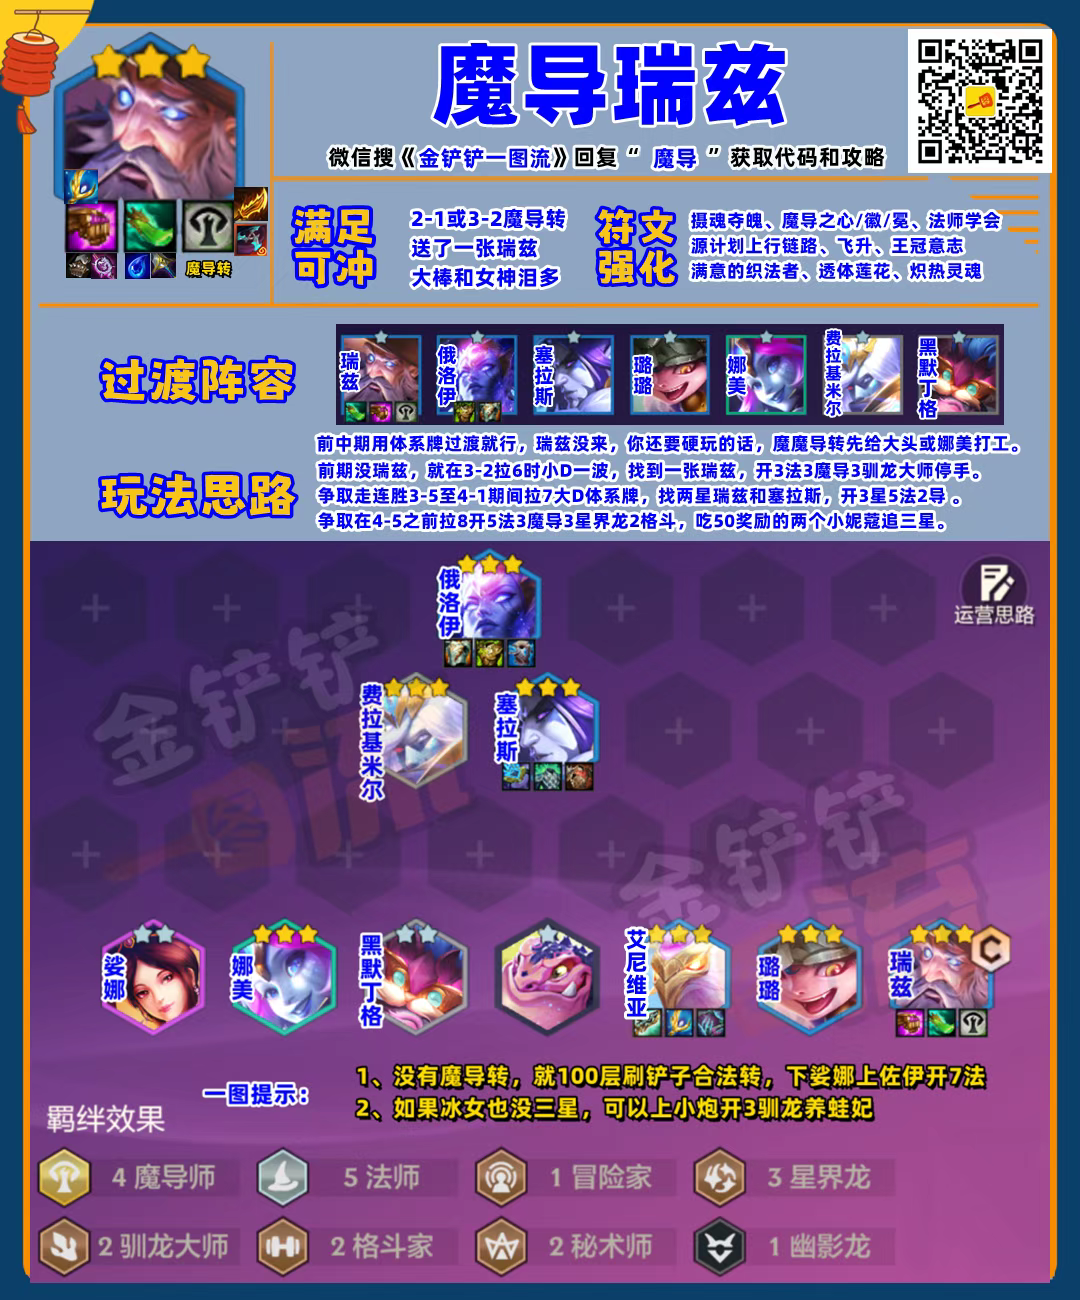 魔导瑞兹
微信搜《金铲铲一图流》回复“魔导”获取代码和攻略
魔导转
满足
可冲
2-1或3-2魔导转
送了一张瑞兹
大棒和女神泪多
符文
强化
摄魂夺魄、魔导之心/徽/冕、法师学会
源计划上行链路、飞升、王冠意志
满意的织法者、透体莲花、炽热灵魂
过渡阵容
瑞兹
俄洛伊
塞拉斯
璐璐
娜美
费拉基米尔
黑默丁格
玩法思路
前中期用体系牌过渡就行，瑞兹没来，你还要硬玩的话，魔魔导转先给大头或娜美打工。
前期没瑞兹，就在3-2拉6时小D一波，找到一张瑞兹，开3法3魔导3驯龙大师停手。
争取走连胜3-5至4-1期间拉7大D体系牌，找两星瑞兹和塞拉斯，开3星5法2导 。
争取在4-5之前拉8开5法3魔导3星界龙2格斗，吃50奖励的两个小妮蔻追三星。
运营思路
俄洛伊
费拉基米尔
塞拉斯
金铲铲
一图流
金铲铲
流
娑娜
娜美
黑默丁格
艾尼维亚
璐璐
瑞兹
C
一图提示：
1、没有魔导转，就100层刷铲子合法转，下娑娜上佐伊开7法
2、如果冰女也没三星，可以上小炮开3驯龙养蛙妃
羁绊效果
4 魔导师
5 法师
1 冒险家
3 星界龙
2 驯龙大师
2 格斗家
2 秘术师
1 幽影龙